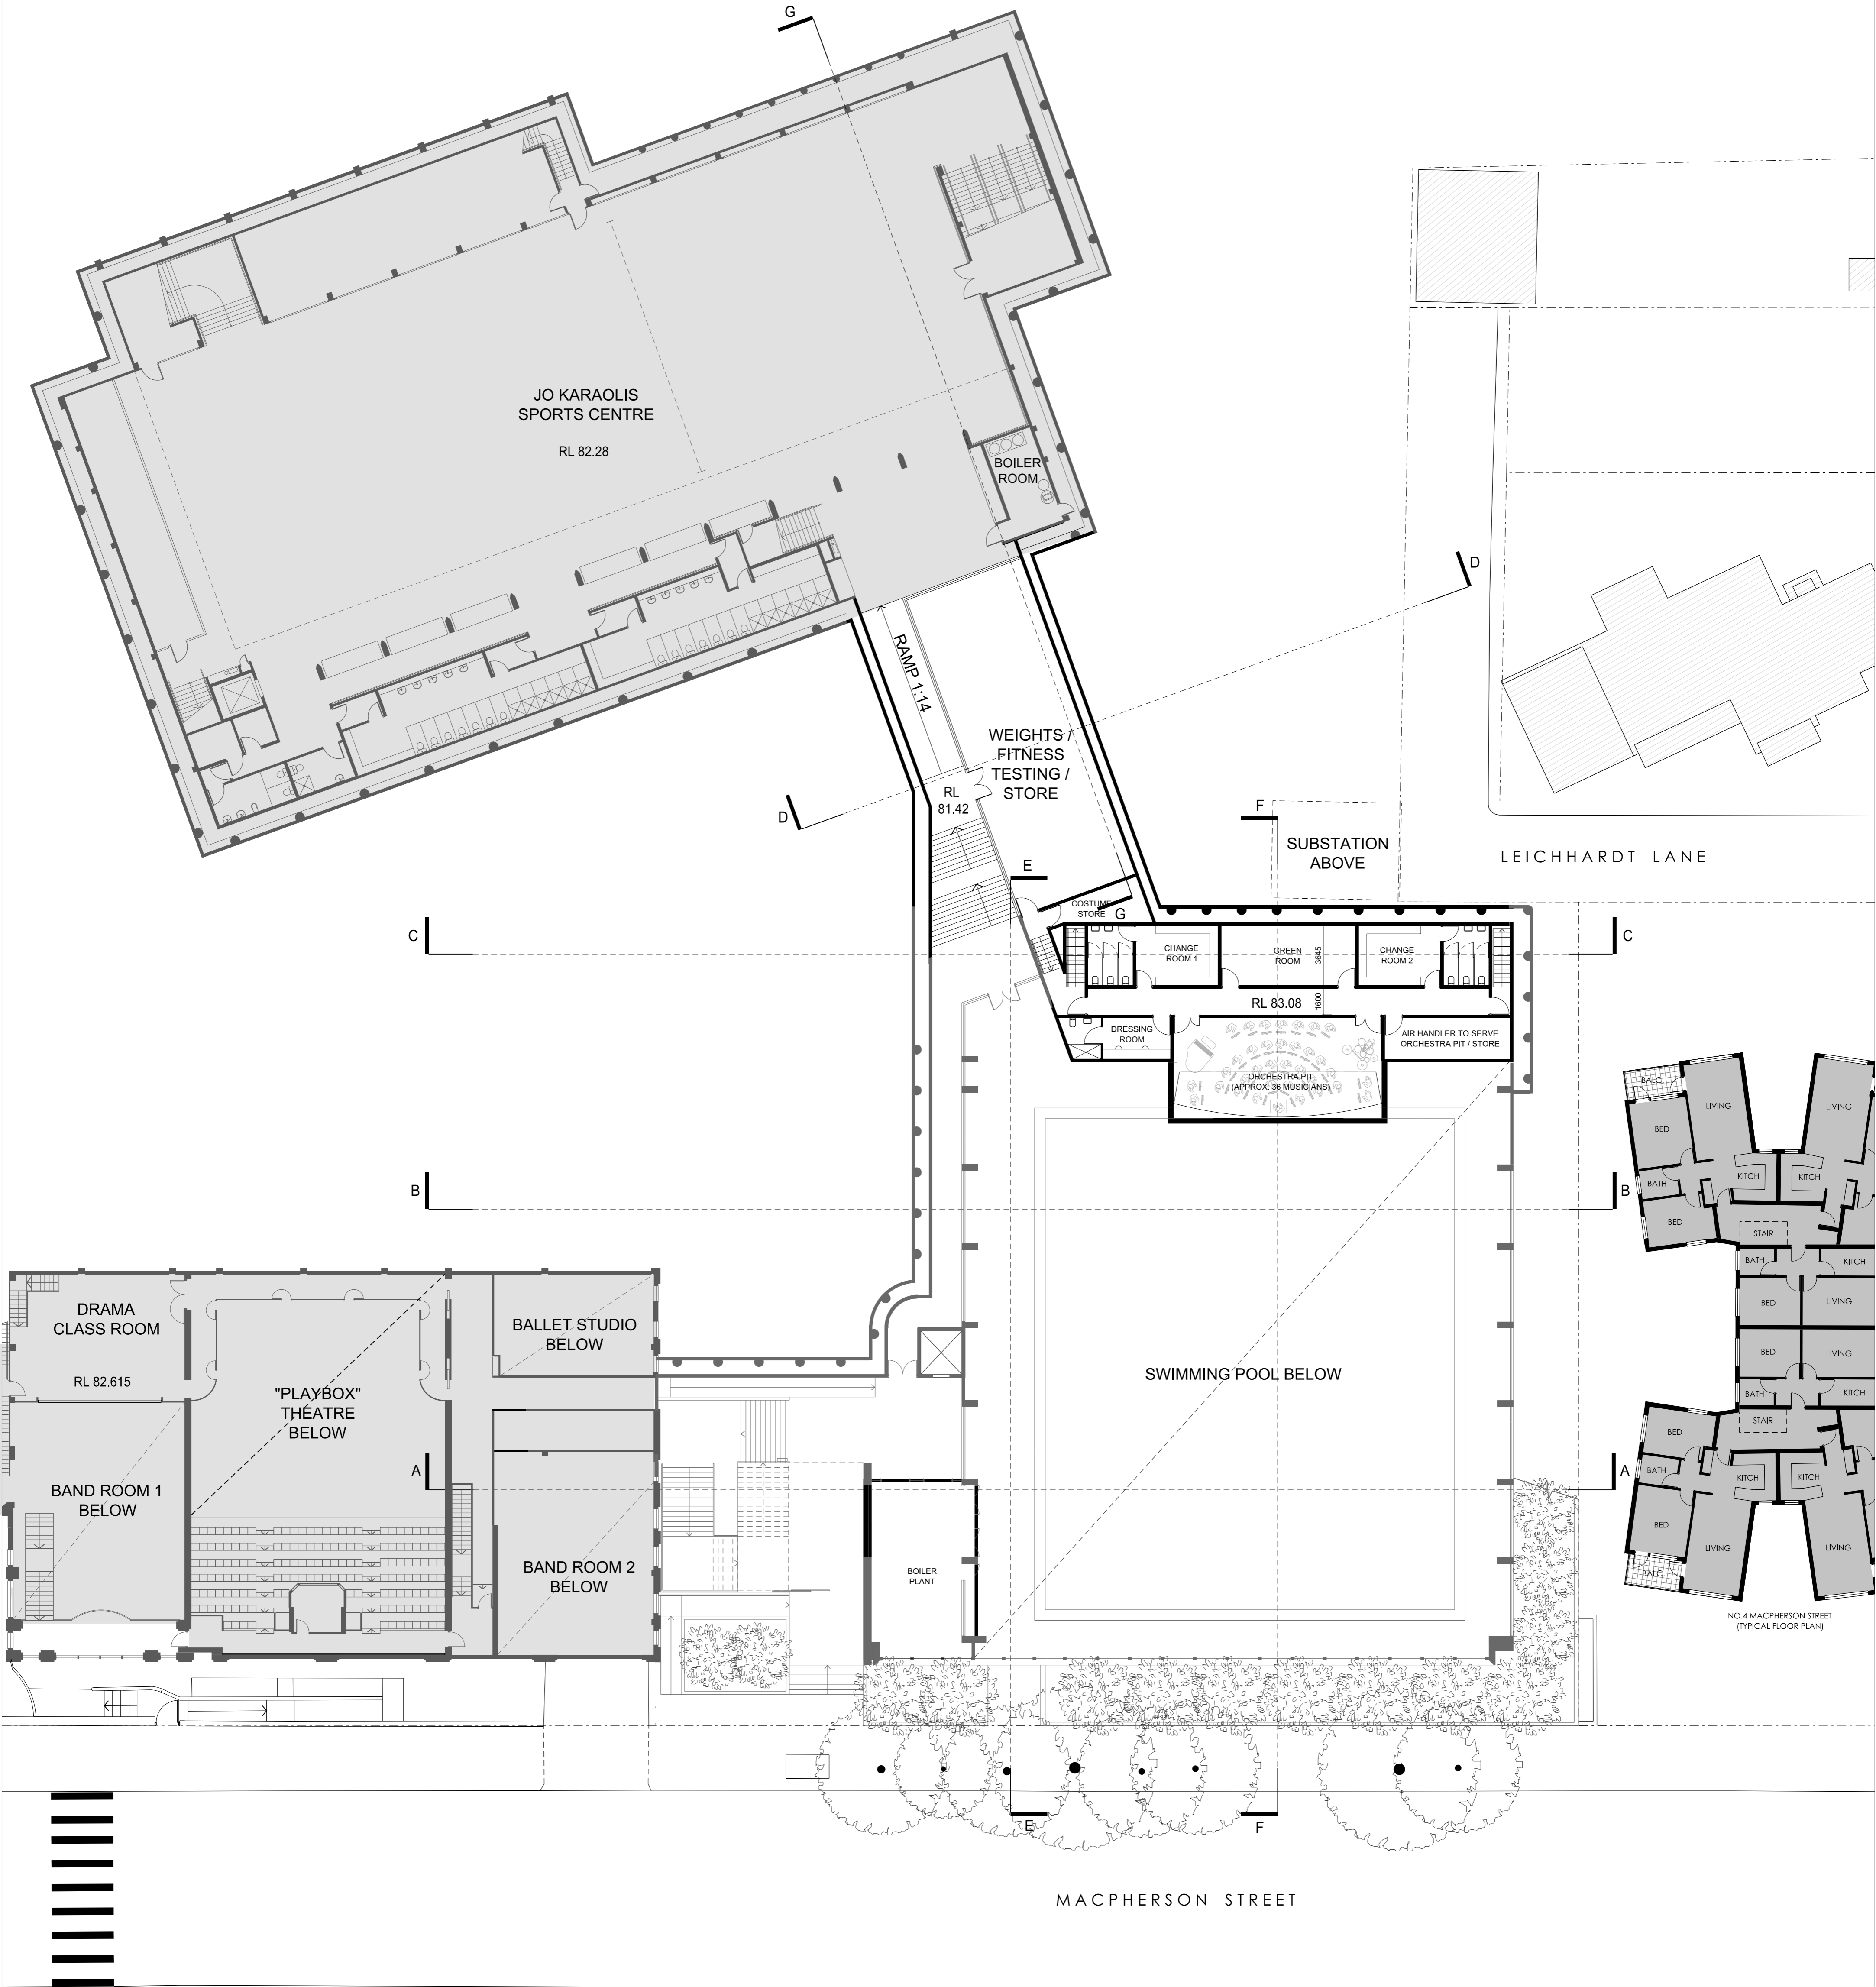 G
JO KARAOLIS
SPORTS CENTRE
RL 82.28
BOILER
ROOM
D
RAMP 1:14
WEIGHTS /
FITNESS
TESTING /
STORE
RL
81.42
D
F
SUBSTATION
ABOVE
LEICHHARDT LANE
E
COSTUME
STORE
G
C
C
CHANGE
ROOM 1
GREEN
ROOM
3645
CHANGE
ROOM 2
RL 83.08
1600
DRESSING
ROOM
AIR HANDLER TO SERVE
ORCHESTRA PIT / STORE
ORCHESTRA PIT
(APPROX. 36 MUSICIANS)
BALC.
LIVING
LIVING
BED
BATH
KITCH
KITCH
BED
STAIR
B
B
BATH
KITCH
BED
LIVING
BED
LIVING
BATH
KITCH
STAIR
BED
BATH
KITCH
KITCH
BED
LIVING
LIVING
BALC.
NO.4 MACPHERSON STREET
(TYPICAL FLOOR PLAN)
DRAMA
CLASS ROOM
RL 82.615
BALLET STUDIO
BELOW
"PLAYBOX"
THEATRE
BELOW
SWIMMING POOL BELOW
A
A
BAND ROOM 1
BELOW
BAND ROOM 2
BELOW
BOILER
PLANT
E
F
MACPHERSON STREET